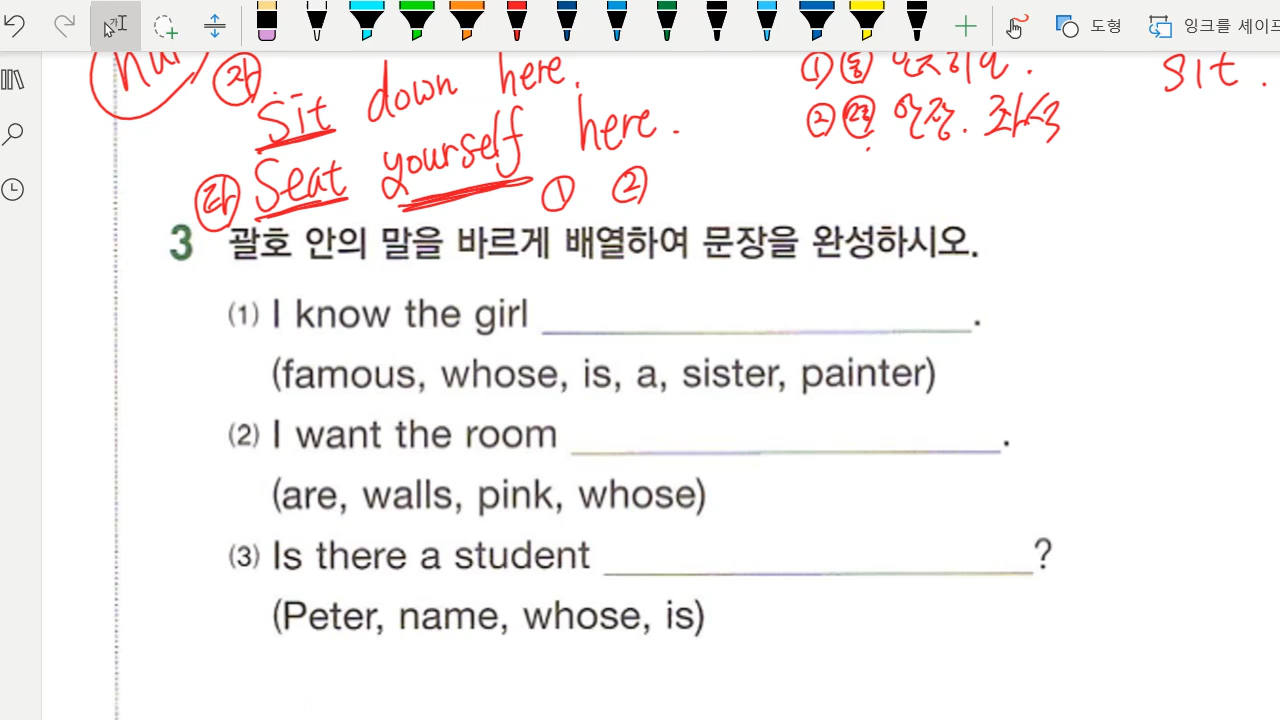 도형
잉크를 셰이프
Sit down here.
Seat yourself here.
① ②
①
②
sit.
3 괄호 안의 말을 바르게 배열하여 문장을 완성하시오.
(1) I know the girl ____________________.
(famous, whose, is, a, sister, painter)
(2) I want the room ____________________.
(are, walls, pink, whose)
(3) Is there a student ____________________?
(Peter, name, whose, is)